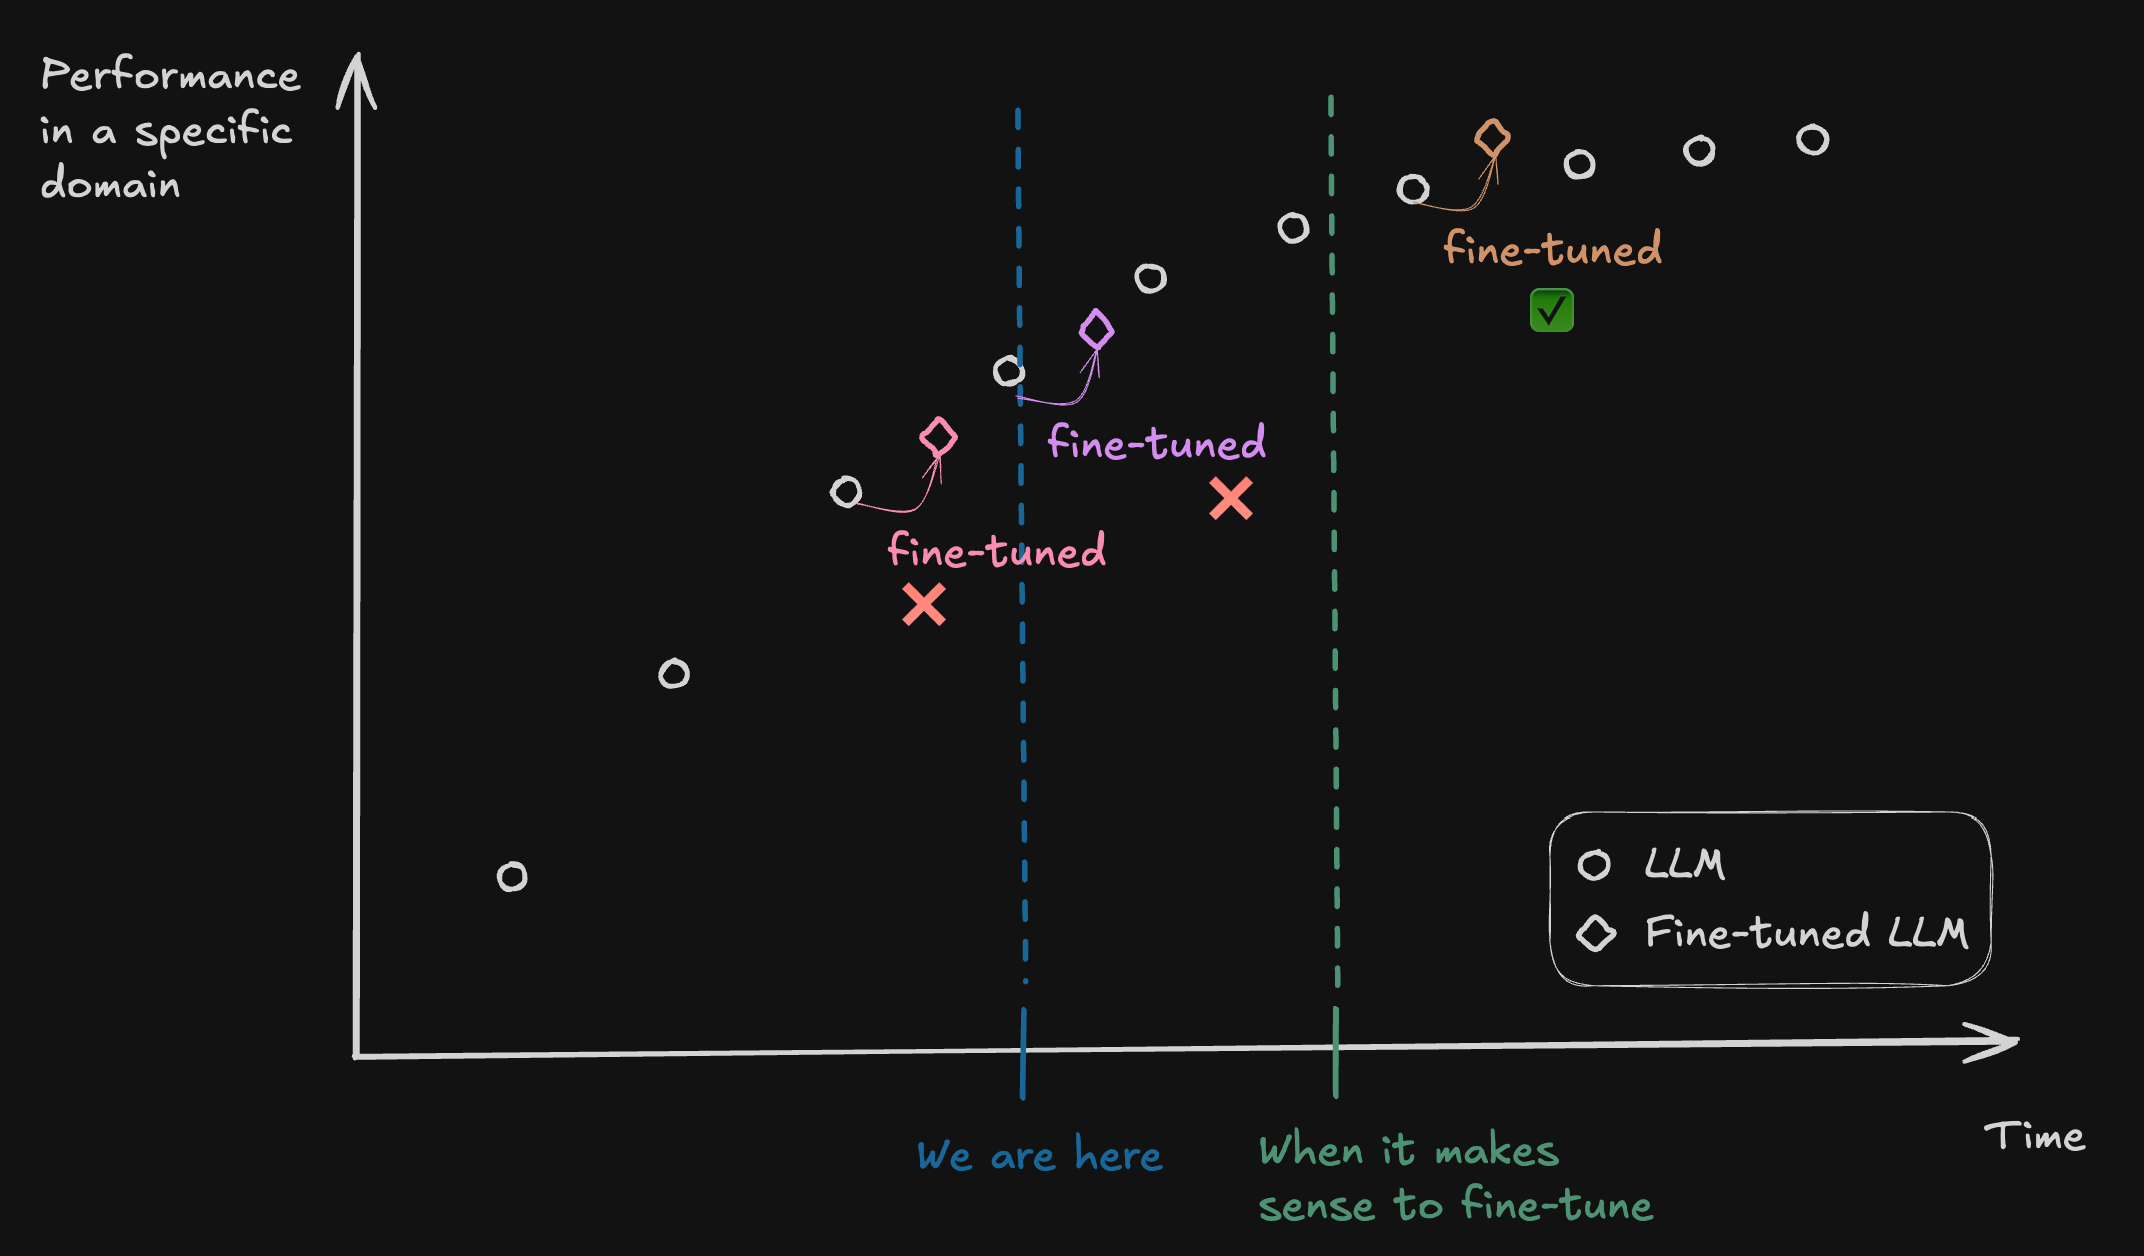 Performance
in a specific
domain
fine-tuned
fine-tuned
fine-tuned
LLM
Fine-tuned LLM
Time
We are here
When it makes
sense to fine-tune